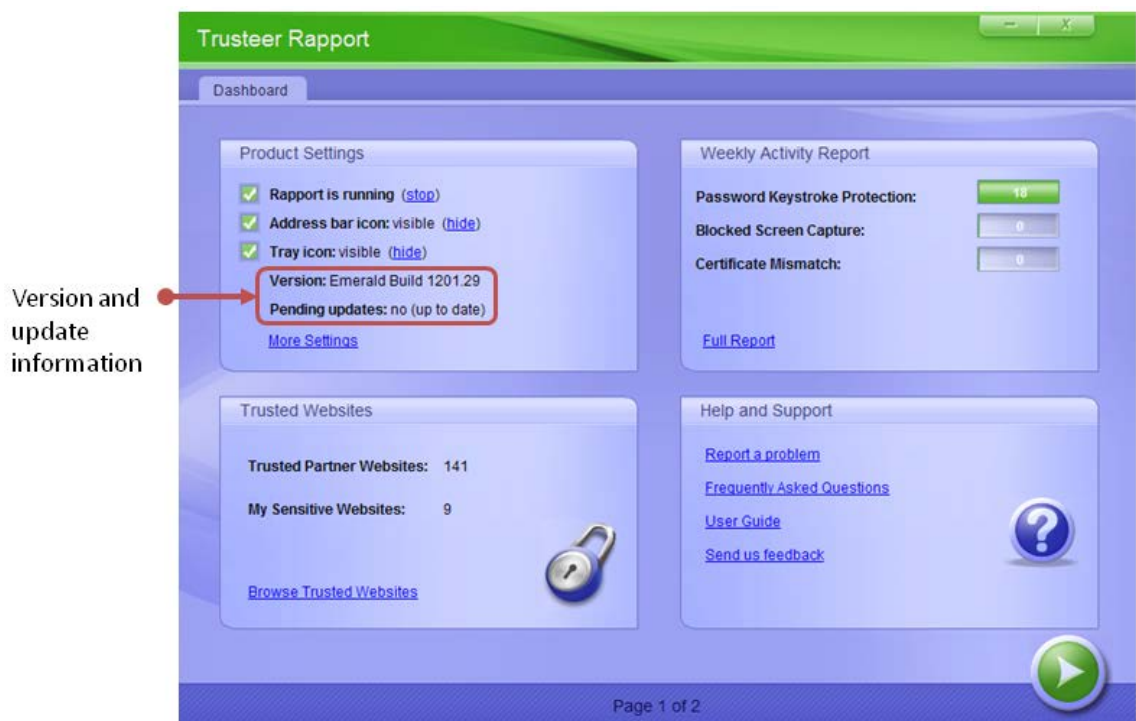 Trusteer Rapport
– X
Dashboard
Product Settings
Rapport is running (stop)
Address bar icon: visible (hide)
Tray icon: visible (hide)
Version: Emerald Build 1201.29
Pending updates: no (up to date)
More Settings
Version and
update
information
Weekly Activity Report
Password Keystroke Protection: 18
Blocked Screen Capture: 0
Certificate Mismatch: 0
Full Report
Trusted Websites
Trusted Partner Websites: 141
My Sensitive Websites: 9
Browse Trusted Websites
Help and Support
Report a problem
Frequently Asked Questions
User Guide
Send us feedback
?
Page 1 of 2